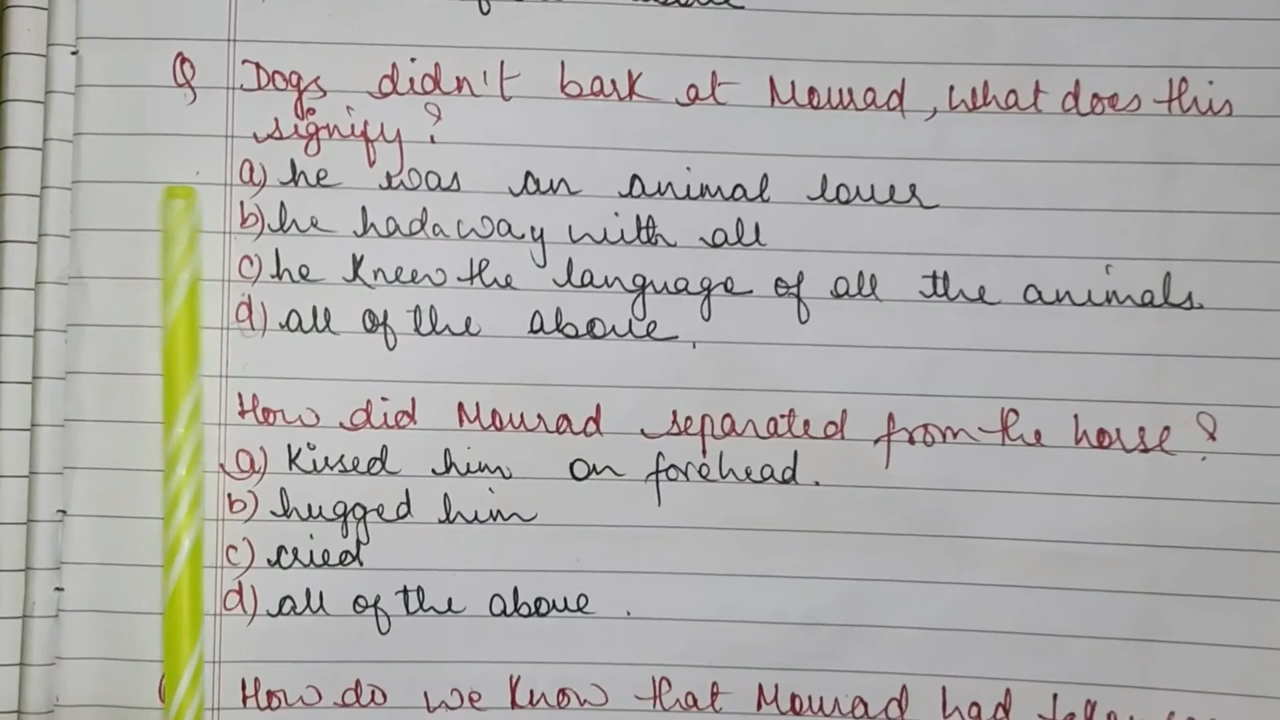 Q Dogs didn't bark at Mourad, what does this
signify?
a) he was an animal lover
b) he had a way with all
c) he knew the language of all the animals.
d) all of the above.
How did Mourad separated from the horse?
a) kissed him on forehead.
b) hugged him
c) cried
d) all of the above.
How do we know that Mourad had